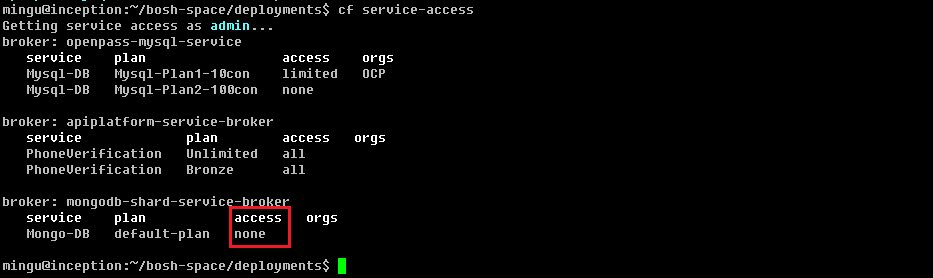 mingu@inception:~/bosh-space/deployments$ cf service-access
Getting service access as admin...
broker: openpass-mysql-service
   service    plan                 access    orgs
   Mysql-DB   Mysql-Plan1-10con    limited   OCP
   Mysql-DB   Mysql-Plan2-100con   none
broker: apiplatform-service-broker
   service             plan        access   orgs
   PhoneVerification   Unlimited   all
   PhoneVerification   Bronze      all
broker: mongodb-shard-service-broker
   service    plan           access   orgs
   Mongo-DB   default-plan   none
mingu@inception:~/bosh-space/deployments$